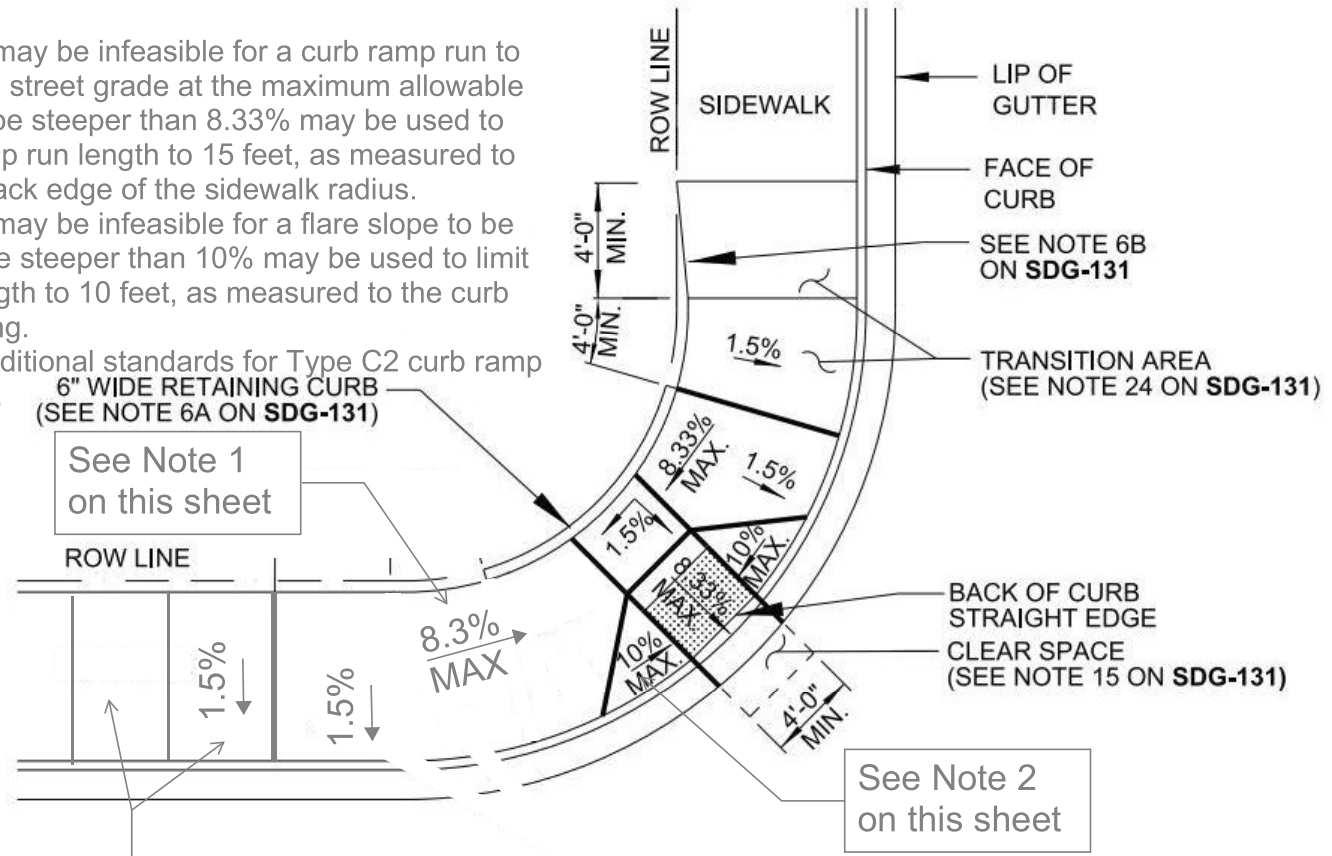 may be infeasible for a curb ramp run to
street grade at the maximum allowable
be steeper than 8.33% may be used to
run length to 15 feet, as measured to
edge of the sidewalk radius.
may be infeasible for a flare slope to be
steeper than 10% may be used to limit
to 10 feet, as measured to the curb
standards for Type C2 curb ramp
6" WIDE RETAINING CURB
(SEE NOTE 6A ON SDG-131)
See Note 1
on this sheet
ROW LINE
1.5%
1.5%
8.3%
MAX
ROW LINE
SIDEWALK
4'-0"
MIN.
4'-0"
MIN.
1.5%
8.33%
MAX.
1.5%
1.5%
10%
MAX.
8.33%
MAX.
10%
MAX.
4'-0"
MIN.
LIP OF
GUTTER
FACE OF
CURB
SEE NOTE 6B
ON SDG-131
TRANSITION AREA
(SEE NOTE 24 ON SDG-131)
BACK OF CURB
STRAIGHT EDGE
CLEAR SPACE
(SEE NOTE 15 ON SDG-131)
See Note 2
on this sheet